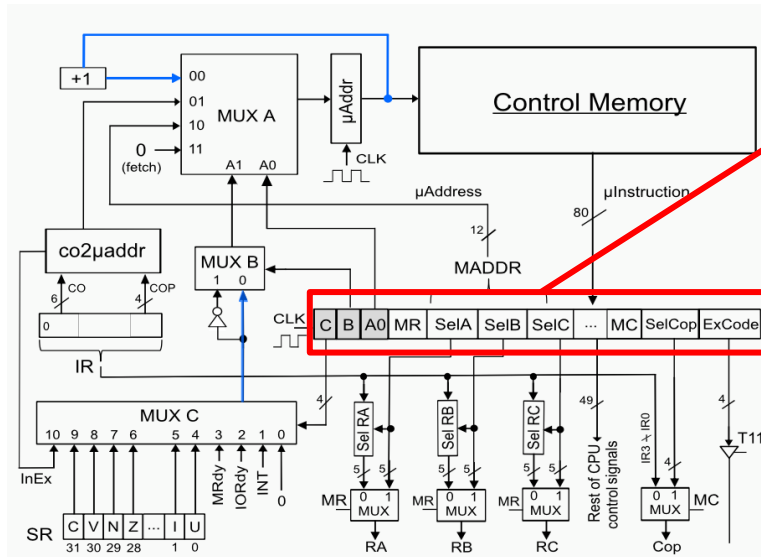 +1
00
01
10
11
MUX A
A1 A0
0
(fetch)
µAddr
CLK
Control Memory
µAddress
µInstruction
12
80
MADDR
co2µaddr
6 CO
4 COP
0
IR
MUX B
1 0
CLK
C B A0 MR SelA SelB SelC ... MC SelCop ExCode
4
MUX C
10 9 8 7 6 5 4 3 2 1 0
InEx
MRdy
IORdy
INT
0
SR
C V N Z ... I U
31 30 29 28 1 0
Sel RA
Sel RB
Sel RC
5 5 5 5 5 5
49
Rest of CPU
control signals
IR3 ÷ IR0
4
4
T11
MR 0 1 MUX
MR 0 1 MUX
MR 0 1 MUX
0 1 MUX MC
RA RB RC Cop